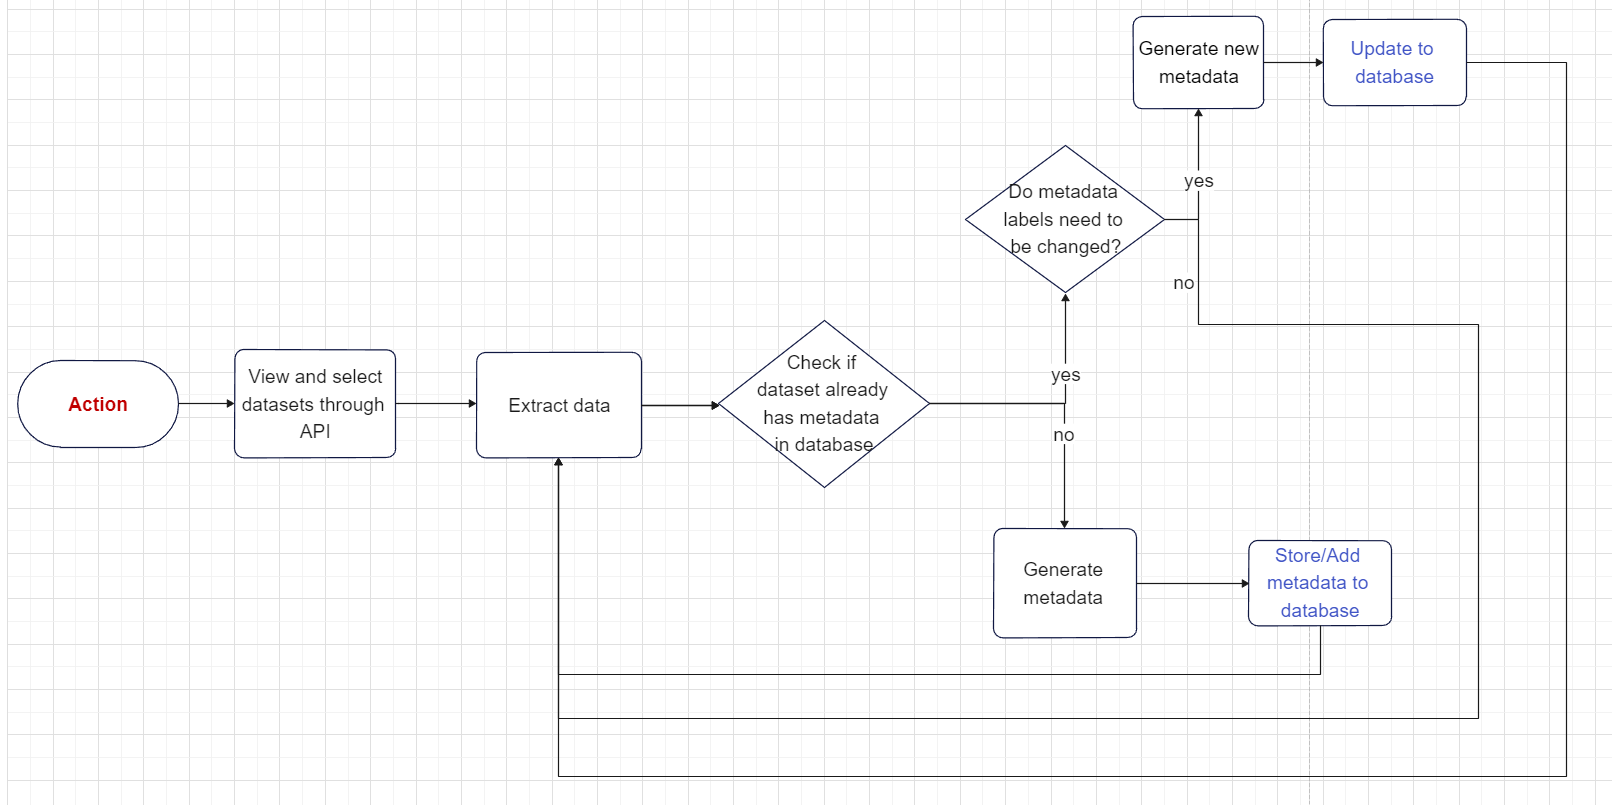 Generate new
metadata
Update to
database
yes
Do metadata
labels need to
be changed?
no
Action
View and select
datasets through
API
Extract data
Check if
dataset already
has metadata
in database
yes
no
Generate
metadata
Store/Add
metadata to
database